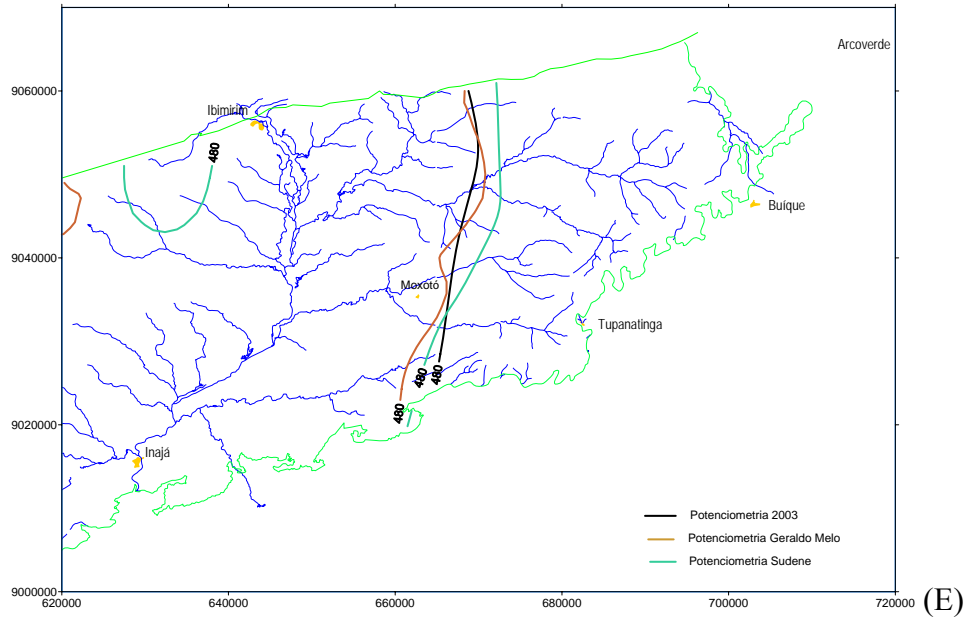 Arcoverde
9060000
Ibimirim
480
Buíque
9040000
Moxotó
Tupanatinga
480
480
480
9020000
Inajá
Potenciometria 2003
Potenciometria Geraldo Melo
Potenciometria Sudene
9000000
620000 640000 660000 680000 700000 720000
(E)